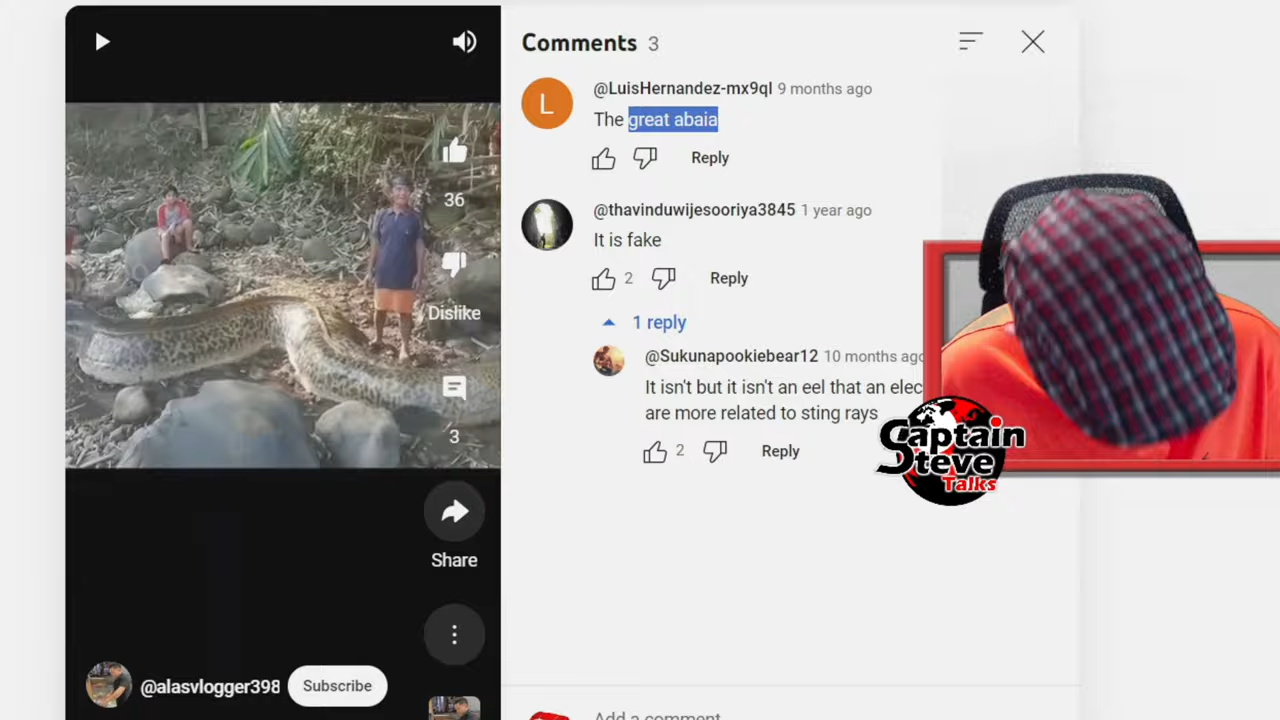 Comments 3
@LuisHernandez-mx9ql 9 months ago
The great abaia
Reply
@thavinduwijesooriya3845 1 year ago
It is fake
2 Reply
1 reply
@Sukunapookiebear12 10 months ago
It isn't but it isn't an eel that an elec
are more related to sting rays
2 Reply
36
Dislike
3
Share
@alasvlogger398
Subscribe
Captain
Steve
Talks
Add a comment